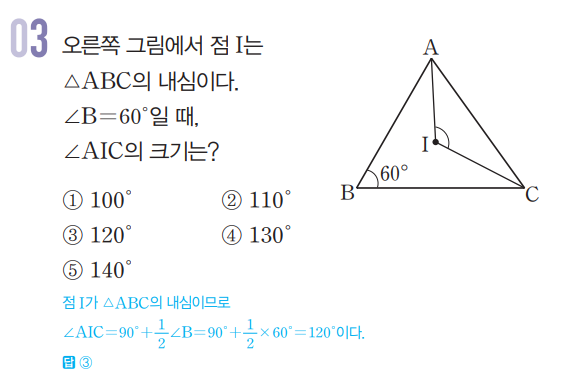 03
오른쪽 그림에서 점 I는
△ABC의 내심이다.
∠B=60°일 때,
∠AIC의 크기는?
① 100° ② 110°
③ 120° ④ 130°
⑤ 140°
A
I
60°
B
C
점 I가 △ABC의 내심이므로
∠AIC=90°+1/2∠B=90°+1/2×60°=120°이다.
답 ③